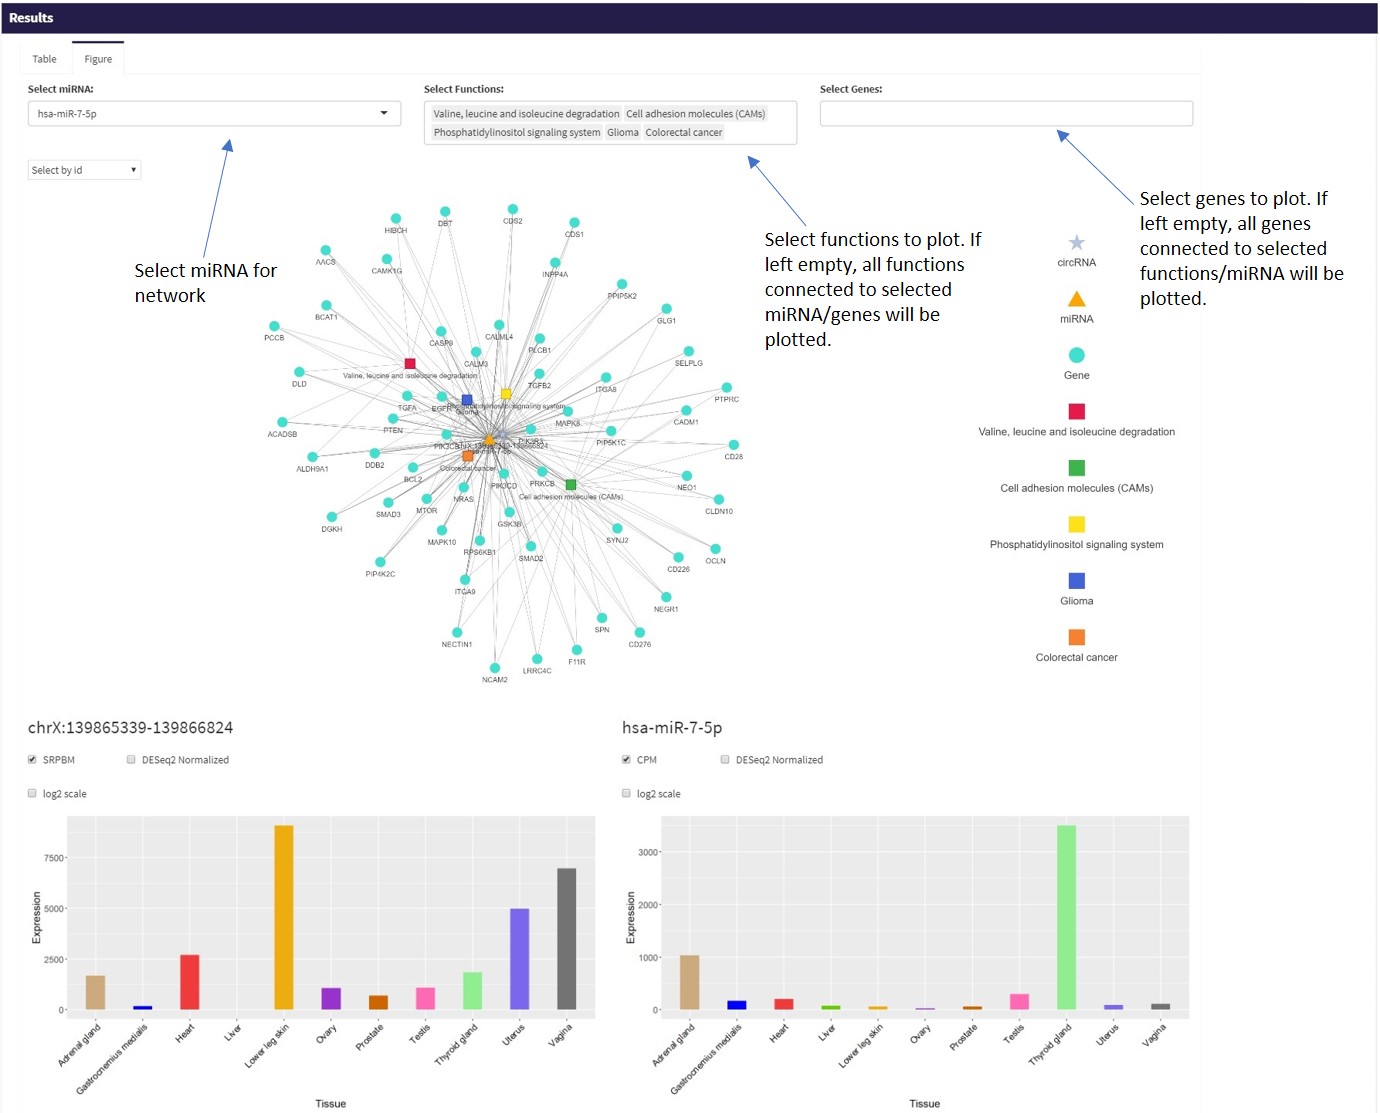 Results
Table
Figure
Select miRNA:
hsa-miR-7-5p
Select Functions:
Valine, leucine and isoleucine degradation Cell adhesion molecules (CAMs)
Phosphatidylinositol signaling system Glioma Colorectal cancer
Select Genes:
Select by id
Select miRNA for
network
Select functions to plot. If
left empty, all functions
connected to selected
miRNA/genes will be
plotted.
Select genes to plot. If
left empty, all genes
connected to selected
functions/miRNA will be
plotted.
HIBCH
DBT
CDS2
CDS1
AACS
CAMK1G
INPP4A
PPIP5K2
BCAT1
GLG1
PCCB
CASP9
CALML4
PLCB1
CALM3
SELPLG
Valine, leucine and isoleucine degradation
DLD
TGFB2
ITGA8
PTPRC
TGFA
EGFR
Phosphatidylinositol signaling system
Glioma
PTEN
MAPK8
CADM1
ACADSB
PIK3CB
chrX:139865339-139866824
PIK3R3
PIP5K1C
hsa-miR-7-5p
CD28
ALDH9A1
DDB2
Colorectal cancer
BCL2
PIK3CD
PRKCB
NEO1
Cell adhesion molecules (CAMs)
NRAS
CLDN10
SMAD3
MTOR
DGKH
GSK3B
MAPK10
SYNJ2
RPS6KB1
SMAD2
OCLN
PIP4K2C
CD226
ITGA9
NEGR1
SPN
NECTIN1
CD276
F11R
LRRC4C
NCAM2
circRNA
miRNA
Gene
Valine, leucine and isoleucine degradation
Cell adhesion molecules (CAMs)
Phosphatidylinositol signaling system
Glioma
Colorectal cancer
chrX:139865339-139866824
SRPBM
DESeq2 Normalized
log2 scale
Expression
7500
5000
2500
0
Adrenal gland
Gastrocnemius medialis
Heart
Liver
Lower leg skin
Ovary
Prostate
Testis
Thyroid gland
Uterus
Vagina
Tissue
hsa-miR-7-5p
CPM
DESeq2 Normalized
log2 scale
Expression
3000
2000
1000
0
Adrenal gland
Gastrocnemius medialis
Heart
Liver
Lower leg skin
Ovary
Prostate
Testis
Thyroid gland
Uterus
Vagina
Tissue